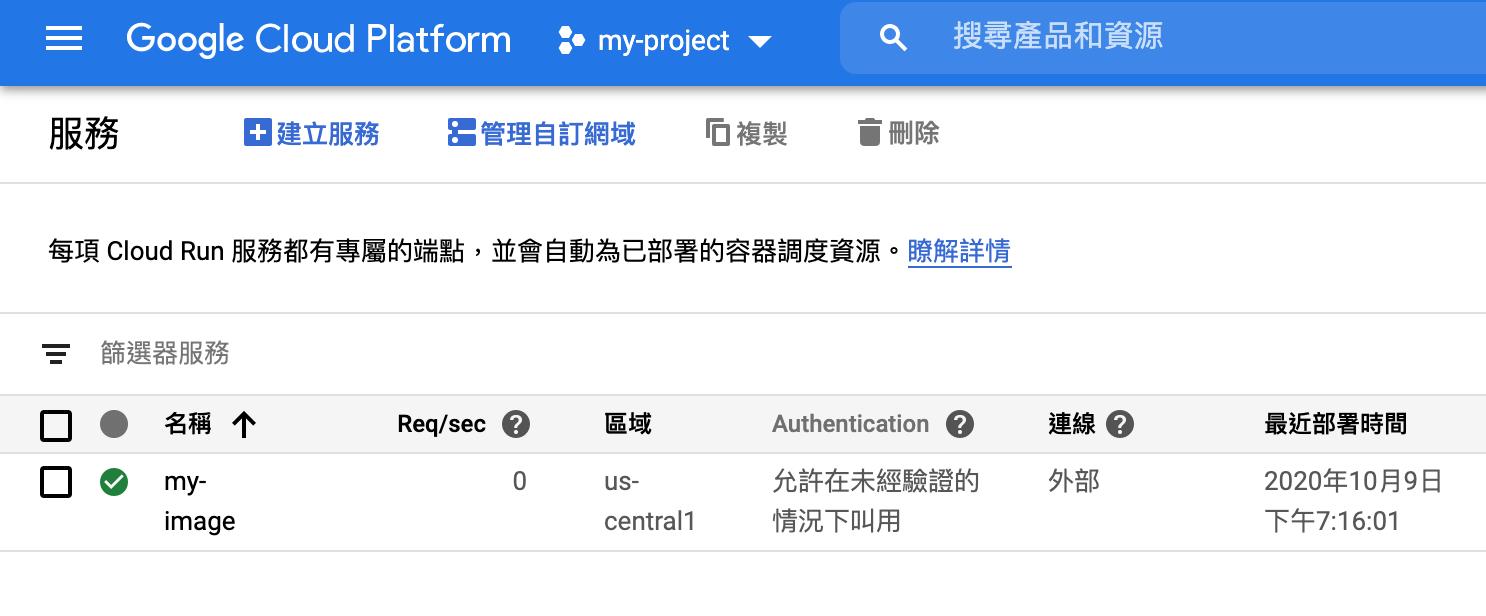 Google Cloud Platform my-project 搜尋產品和資源
服務 建立服務 管理自訂網域 複製 刪除
每項 Cloud Run 服務都有專屬的端點，並會自動為已部署的容器調度資源。瞭解詳情
篩選器服務
名稱 Req/sec ? 區域 Authentication ? 連線 ? 最近部署時間
my- 0 us- 允許在未經驗證的 外部 2020年10月9日
image central1 情況下叫用 下午7:16:01